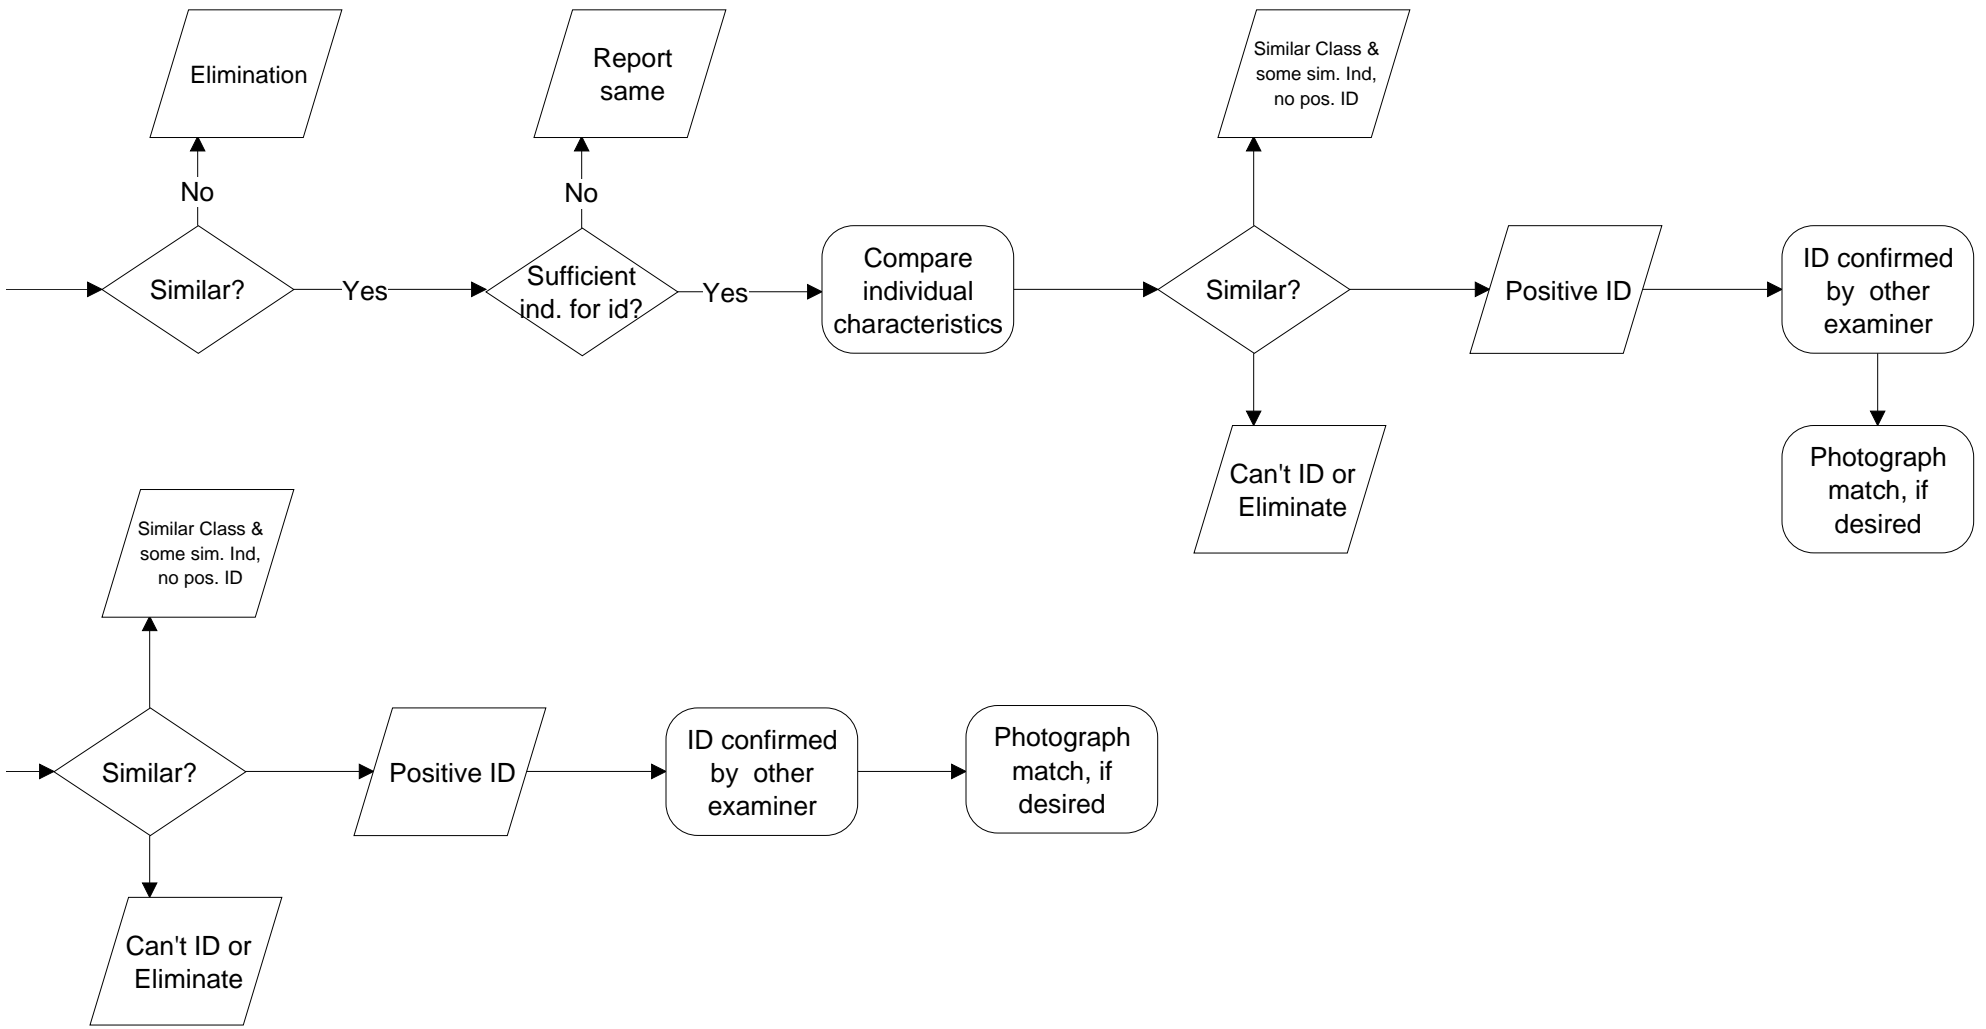 Elimination
No
Similar?
Yes
Report
same
No
Sufficient
ind. for id?
Yes
Compare
individual
characteristics
Similar Class &
some sim. Ind,
no pos. ID
Similar?
Can't ID or
Eliminate
Positive ID
ID confirmed
by other
examiner
Photograph
match, if
desired
Similar Class &
some sim. Ind,
no pos. ID
Similar?
Can't ID or
Eliminate
Positive ID
ID confirmed
by other
examiner
Photograph
match, if
desired